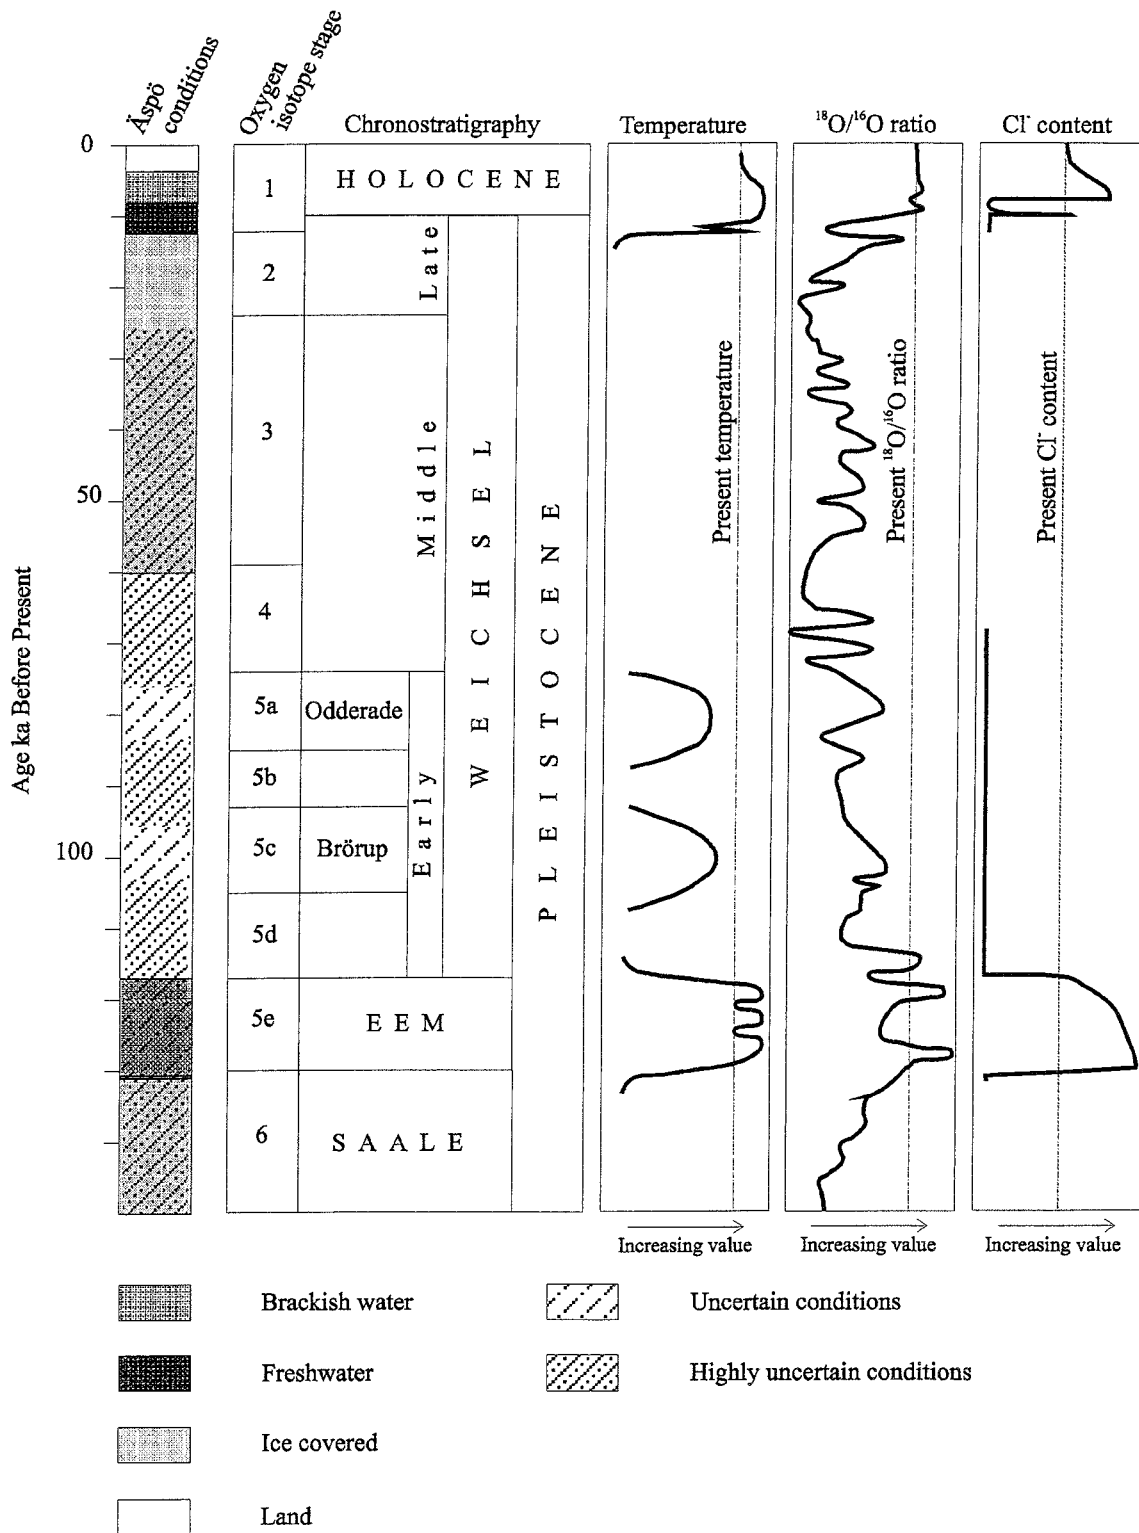 Äspö
conditions
Oxygen
isotope stage
Chronostratigraphy
Temperature
¹⁸O/¹⁶O ratio
Cl⁻ content
Age ka Before Present
0
50
100
1
2
3
4
5a
5b
5c
5d
5e
6
HOLOCENE
Late
Middle
Early
Odderade
Brörup
WEICHSEL
PLEISTOCENE
EEM
SAALE
Present temperature
Present ¹⁸O/¹⁶O ratio
Present Cl⁻ content
Increasing value
Increasing value
Increasing value
Brackish water
Uncertain conditions
Freshwater
Highly uncertain conditions
Ice covered
Land